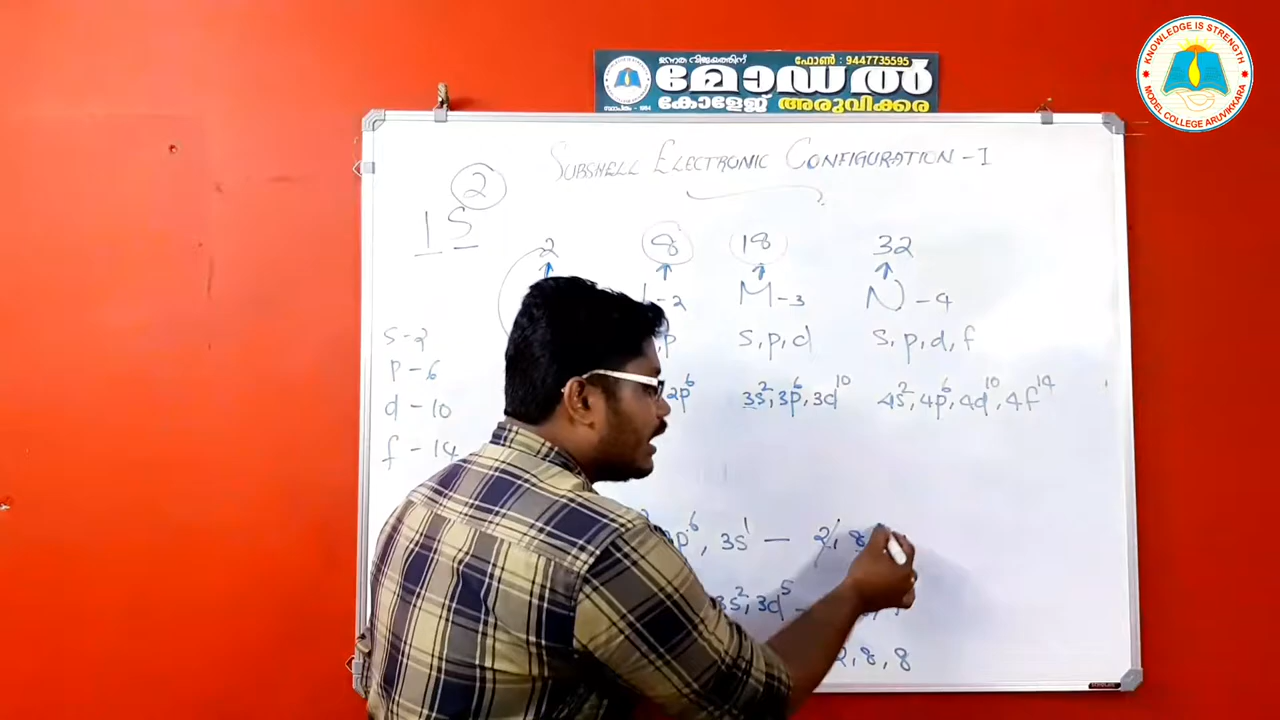 KNOWLEDGE IS STRENGTH
MODEL COLLEGE ARUVIKKARA
ഉന്നത വിജയത്തിന് ഫോൺ : 9447735595
മോഡൽ
കോളേജ് അരുവിക്കര
SUBSHELL ELECTRONIC CONFIGURATION - I
1s²
2 8 18 32
-2 M-3 N-4
s-2 ,p s,p,d s,p,d,f
p-6
2p⁶ 3s²,3p⁶,3d¹⁰ 4s²,4p⁶,4d¹⁰,4f¹⁴
d-10
f-14
p⁶, 3s¹ — 2, 8
3s², 3d⁵ -
2,8,8